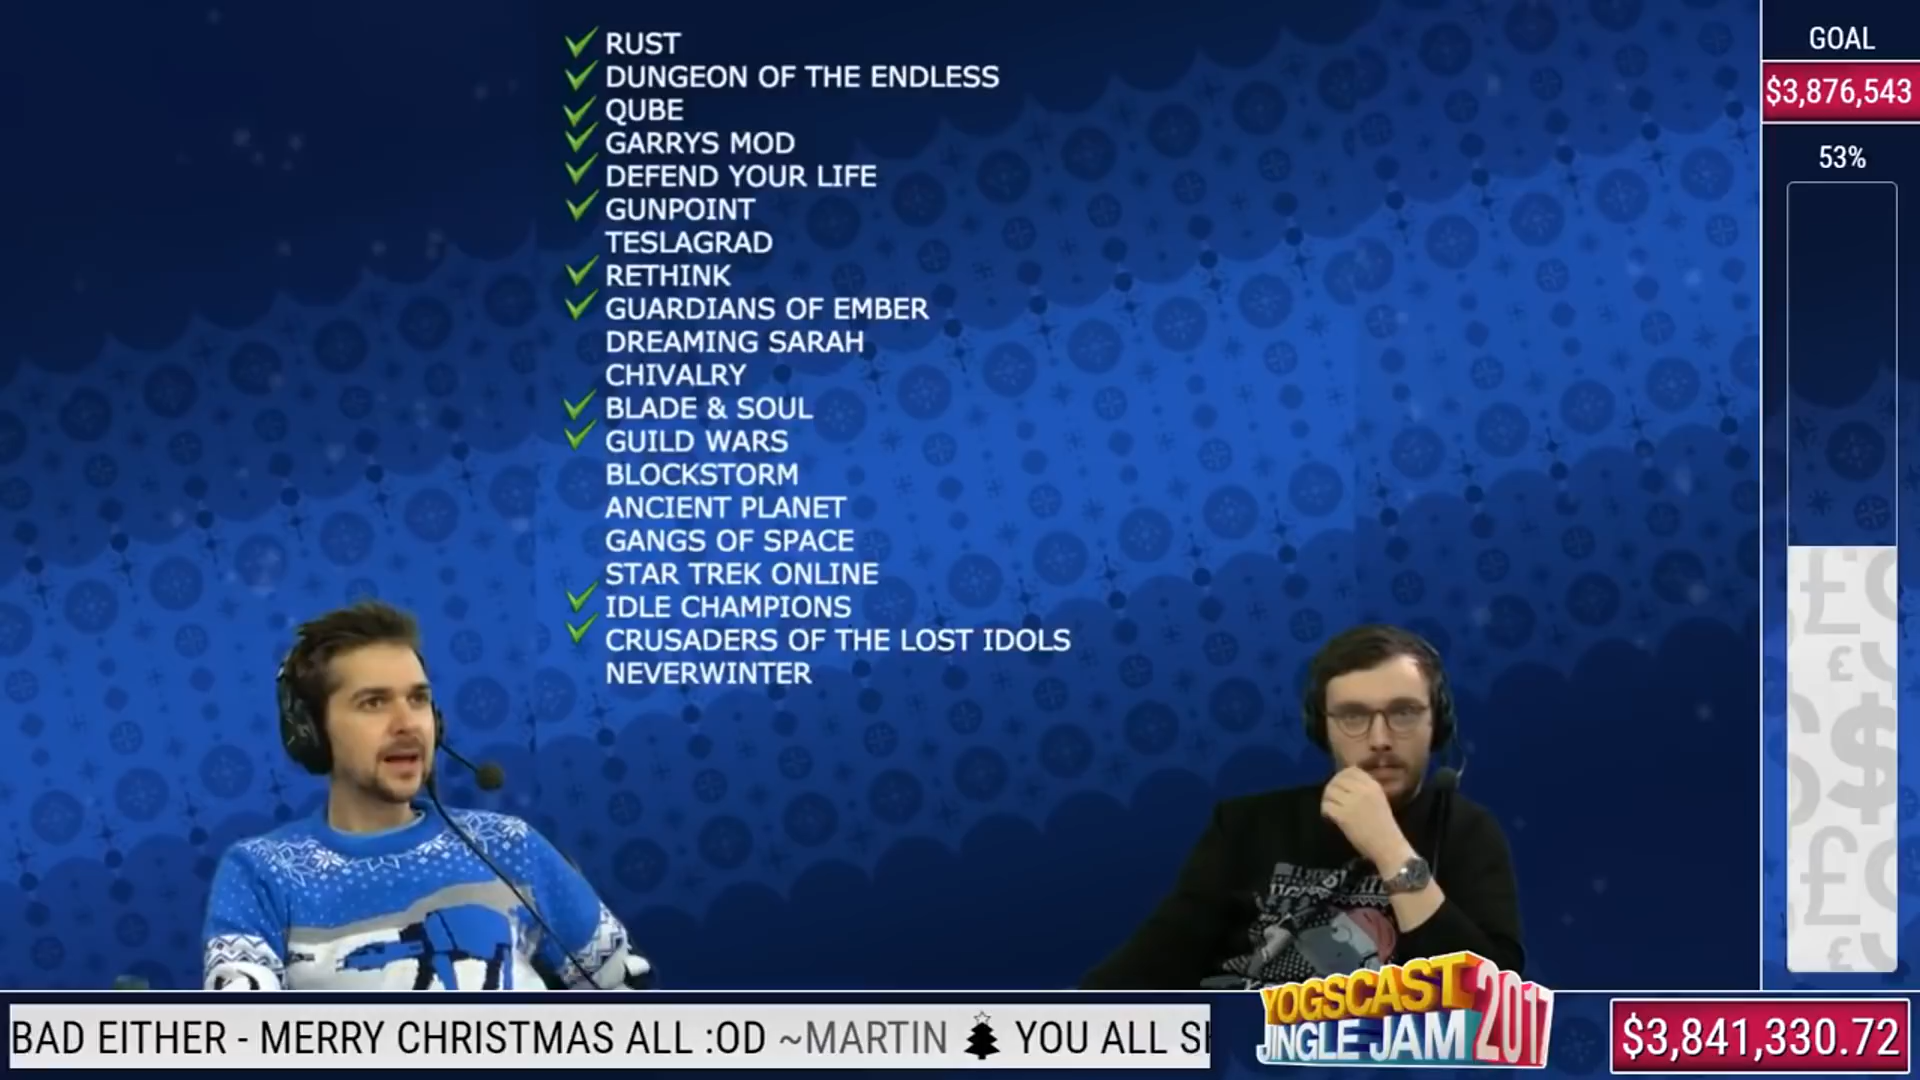 RUST
DUNGEON OF THE ENDLESS
QUBE
GARRYS MOD
DEFEND YOUR LIFE
GUNPOINT
TESLAGRAD
RETHINK
GUARDIANS OF EMBER
DREAMING SARAH
CHIVALRY
BLADE & SOUL
GUILD WARS
BLOCKSTORM
ANCIENT PLANET
GANGS OF SPACE
STAR TREK ONLINE
IDLE CHAMPIONS
CRUSADERS OF THE LOST IDOLS
NEVERWINTER
GOAL
$3,876,543
53%
BAD EITHER - MERRY CHRISTMAS ALL :OD ~MARTIN YOU ALL
YOGSCAST
JINGLE JAM 2017
$3,841,330.72